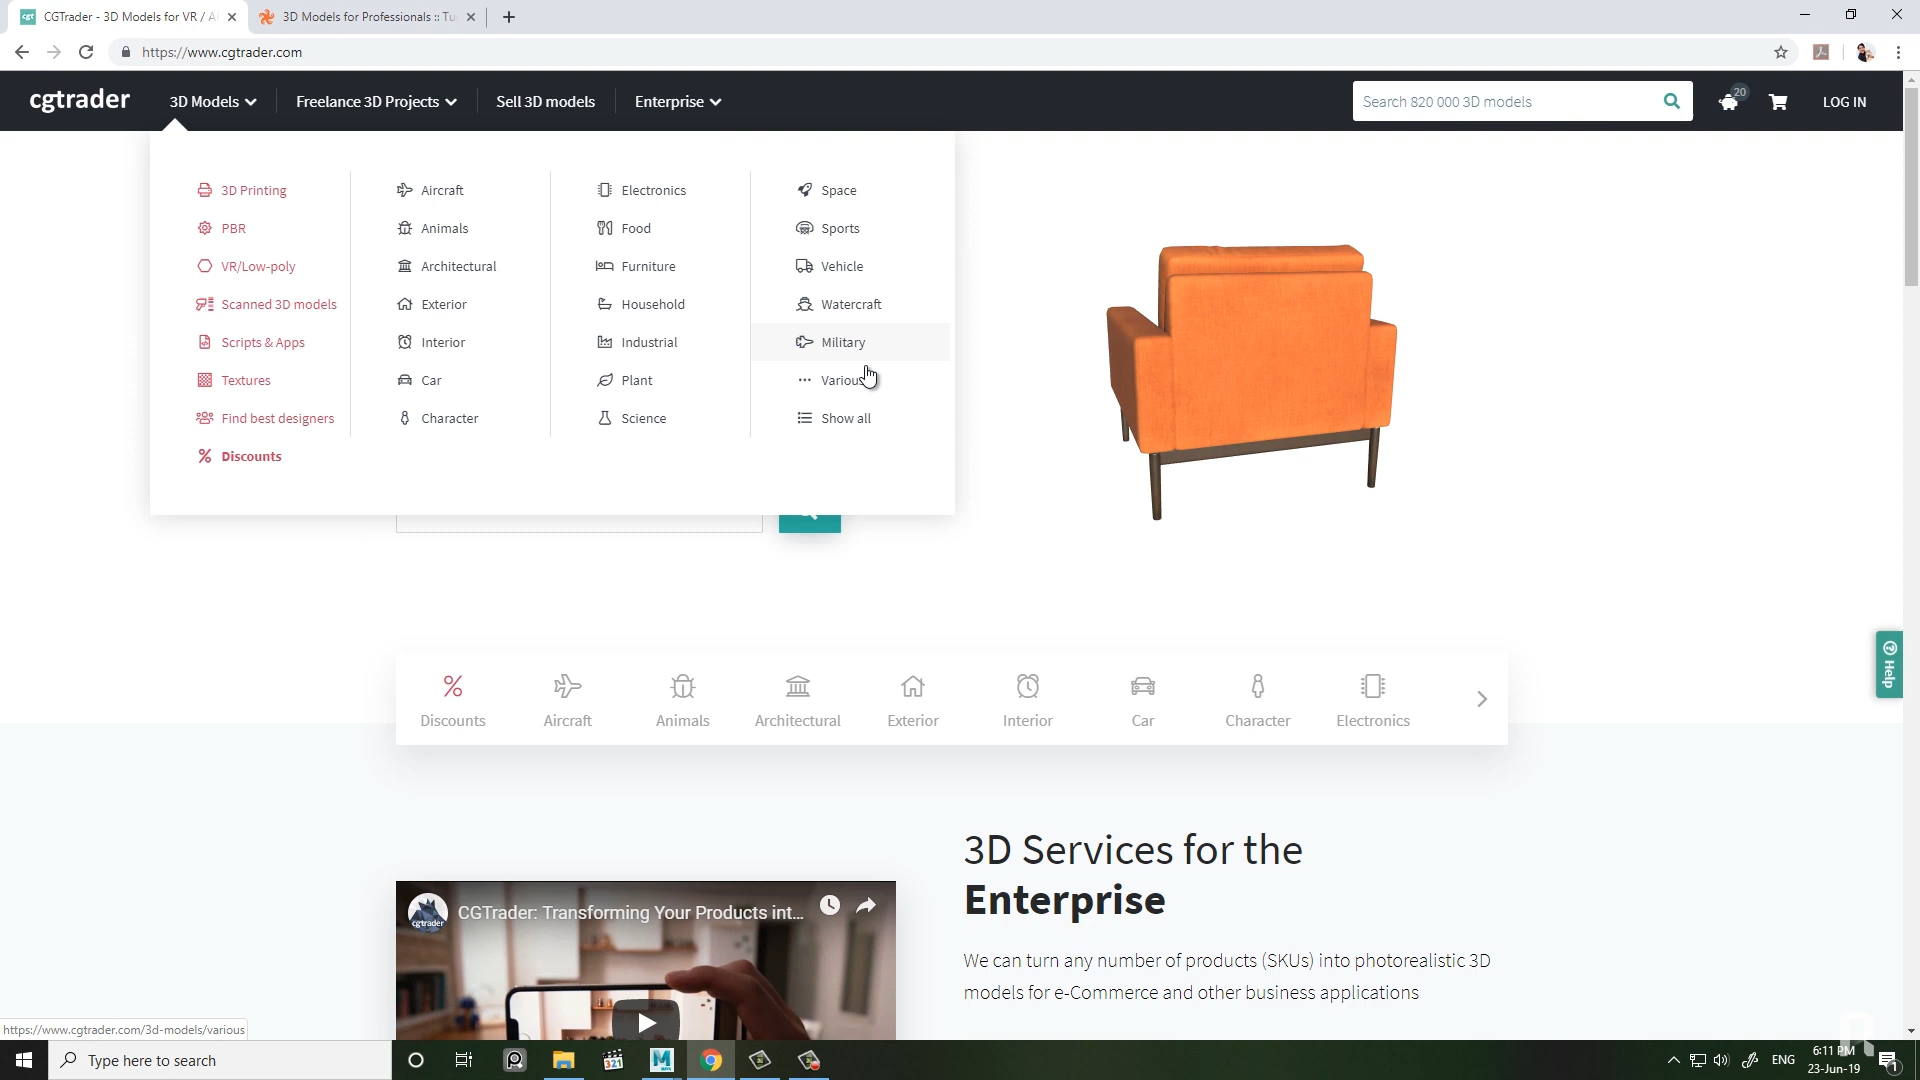 CGTrader - 3D Models for VR / A
3D Models for Professionals :: Tu
https://www.cgtrader.com
cgtrader
3D Models
Freelance 3D Projects
Sell 3D models
Enterprise
Search 820 000 3D models
20
LOG IN
3D Printing
PBR
VR/Low-poly
Scanned 3D models
Scripts & Apps
Textures
Find best designers
Discounts
Aircraft
Animals
Architectural
Exterior
Interior
Car
Character
Electronics
Food
Furniture
Household
Industrial
Plant
Science
Space
Sports
Vehicle
Watercraft
Military
Various
Show all
Help
Discounts
Aircraft
Animals
Architectural
Exterior
Interior
Car
Character
Electronics
3D Services for the
Enterprise
We can turn any number of products (SKUs) into photorealistic 3D
models for e-Commerce and other business applications
cgtrader
CGTrader: Transforming Your Products int...
https://www.cgtrader.com/3d-models/various
Type here to search
321
ENG
6:11 PM
23-Jun-19
1